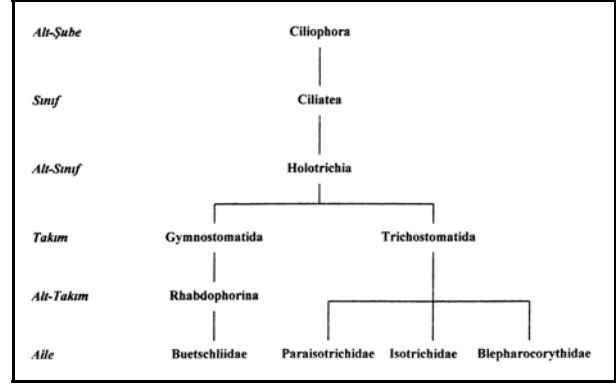 Alt-Şube Ciliophora
Sınıf Ciliatea
Alt-Sınıf Holotrichia
Takım Gymnostomatida Trichostomatida
Alt-Takım Rhabdophorina
Aile Buetschliidae Paraisotrichidae Isotrichidae Blepharocorythidae